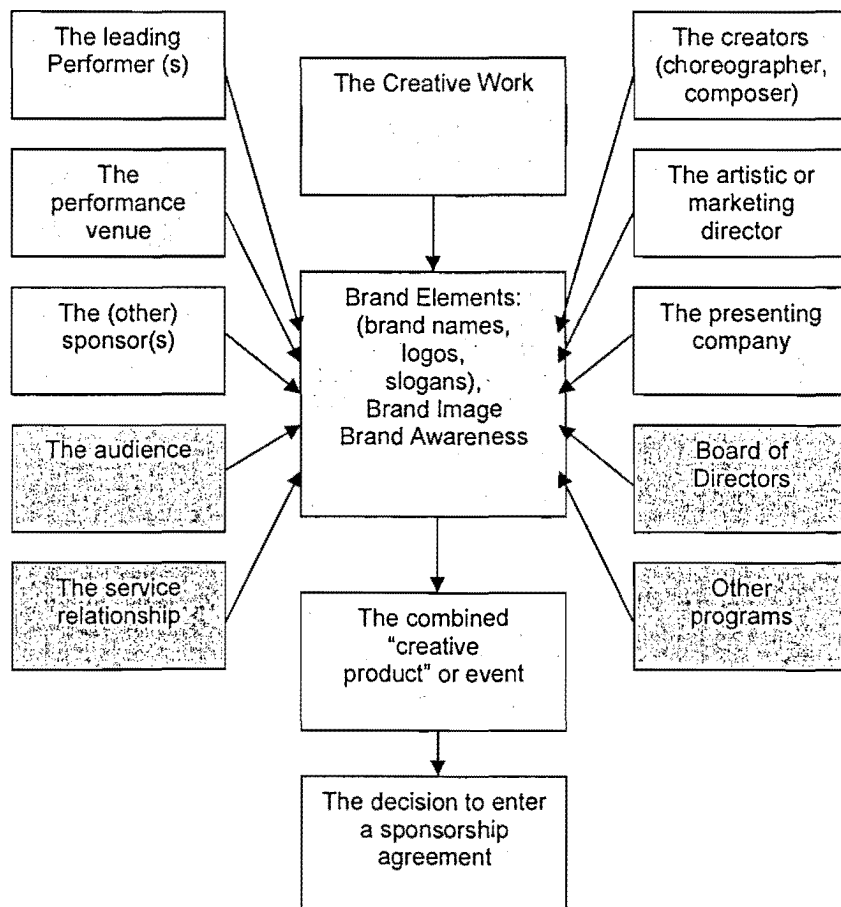 The leading
Performer (s)
The Creative Work
The creators
(choreographer,
composer)
The
performance
venue
The artistic or
marketing
director
The (other)
sponsor(s)
Brand Elements:
(brand names,
logos,
slogans),
Brand Image
Brand Awareness
The presenting
company
The audience
Board of
Directors
The service
relationship
Other
programs
The combined
“creative
product” or event
The decision to enter
a sponsorship
agreement